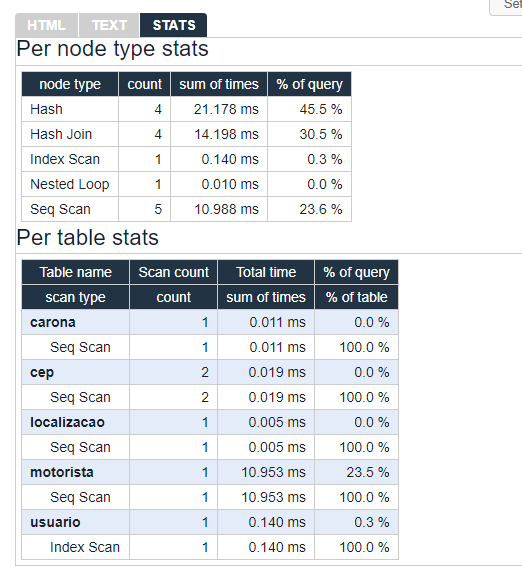 Set
HTML TEXT STATS
Per node type stats
node type count sum of times % of query
Hash 4 21.178 ms 45.5 %
Hash Join 4 14.198 ms 30.5 %
Index Scan 1 0.140 ms 0.3 %
Nested Loop 1 0.010 ms 0.0 %
Seq Scan 5 10.988 ms 23.6 %
Per table stats
Table name Scan count Total time % of query
scan type count sum of times % of table
carona 1 0.011 ms 0.0 %
Seq Scan 1 0.011 ms 100.0 %
cep 2 0.019 ms 0.0 %
Seq Scan 2 0.019 ms 100.0 %
localizacao 1 0.005 ms 0.0 %
Seq Scan 1 0.005 ms 100.0 %
motorista 1 10.953 ms 23.5 %
Seq Scan 1 10.953 ms 100.0 %
usuario 1 0.140 ms 0.3 %
Index Scan 1 0.140 ms 100.0 %